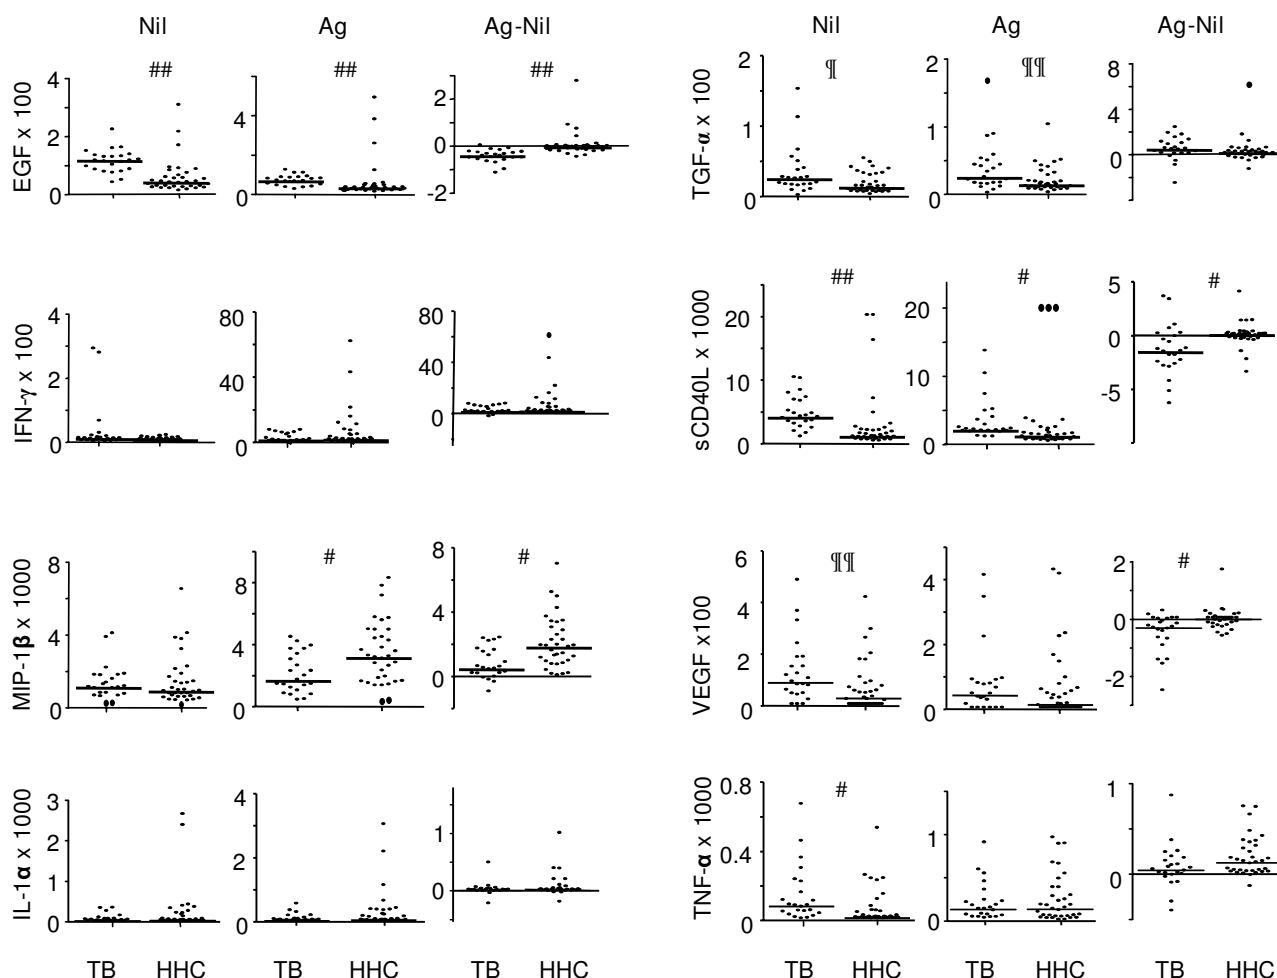 Nil Ag Ag-Nil Nil Ag Ag-Nil
EGF x 100
4 2 0
##
4 2 0
##
2 0 -2
##
TGF-α x 100
2 1 0
¶
2 1 0
¶¶
8 4 0
IFN-γ x 100
4 2 0
80 40 0
80 40 0
sCD40L x 1000
20 10 0
##
20 10 0
#
5 0 -5
#
MIP-1β x 1000
8 4 0
8 4 0
#
8 4 0
#
VEGF x100
6 4 2 0
¶¶
4 2 0
2 0 -2
#
IL-1α x 1000
3 2 1 0
4 2 0
1 0
TNF-α x 1000
0.8 0.4 0
#
1 0
1 0
TB HHC TB HHC TB HHC TB HHC TB HHC TB HHC